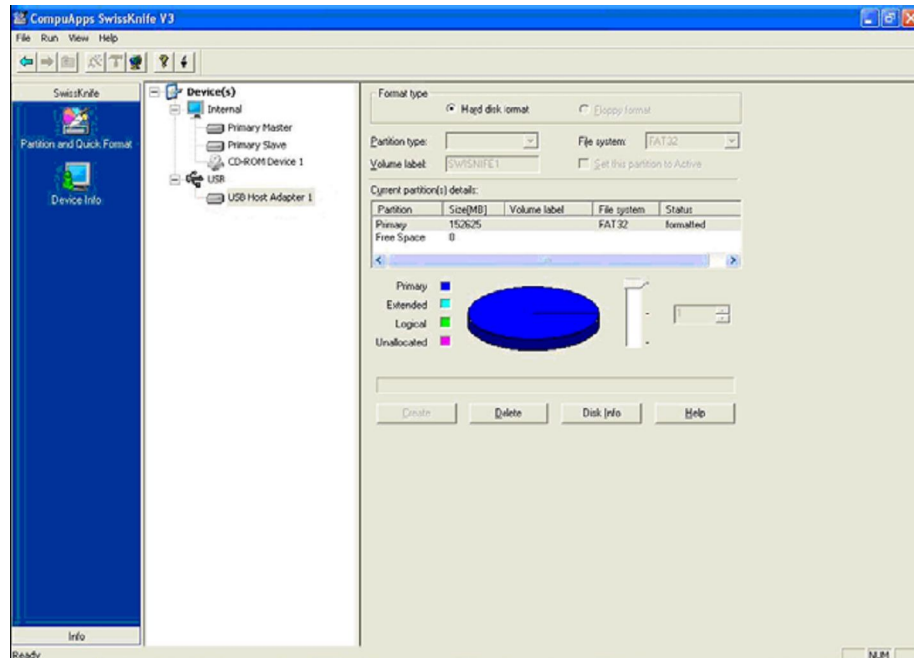 CompuApps SwissKnife V3
File Run View Help
SwissKnife
Partition and Quick Format
Device Info
Info
Ready
Device(s)
Internal
Primary Master
Primary Slave
CD-ROM Device 1
USB
USB Host Adapter 1
Format type
Hard disk format Floppy format
Partition type: File system: FAT32
Volume label: SWISNIFE1 Set this partition to Active
Current partition(s) details:
Partition Size[MB] Volume label File system Status
Primary 152625 FAT32 formatted
Free Space 0
Primary
Extended
Logical
Unallocated
1
Create Delete Disk Info Help
NUM